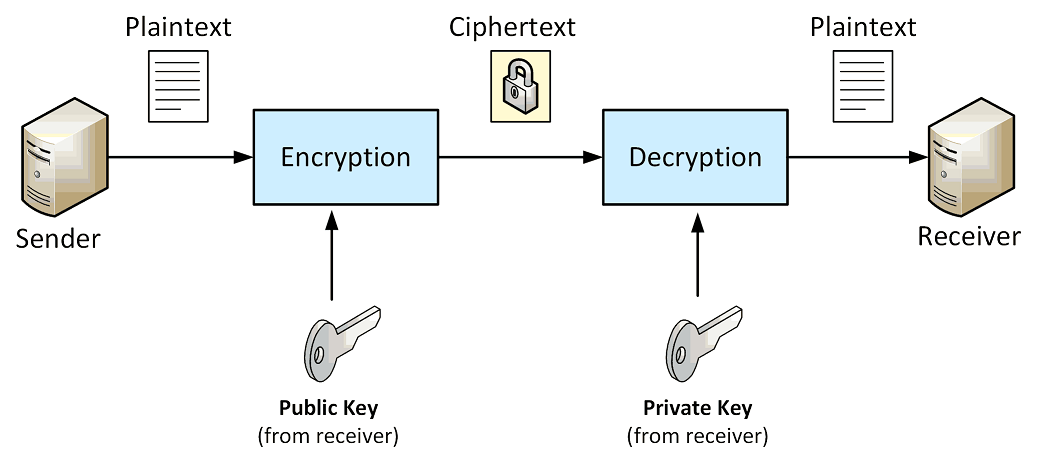 Plaintext
Ciphertext
Plaintext
Encryption
Decryption
Sender
Receiver
Public Key
(from receiver)
Private Key
(from receiver)